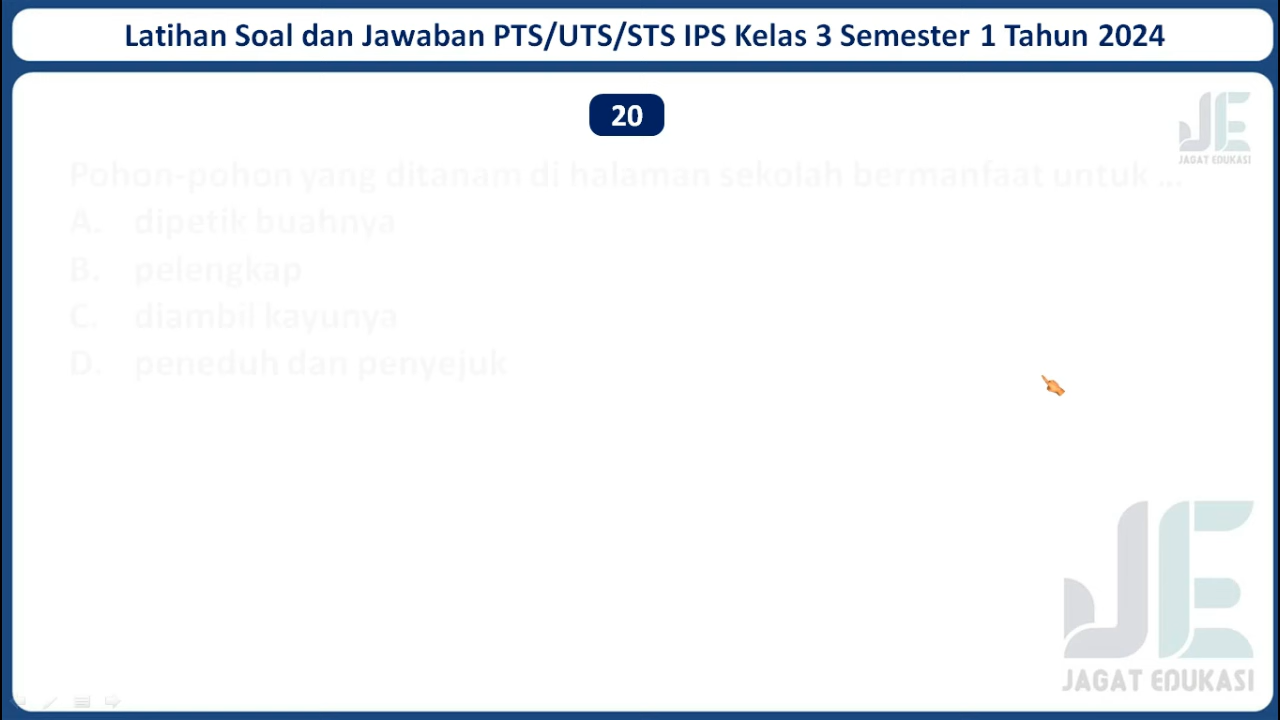 Latihan Soal dan Jawaban PTS/UTS/STS IPS Kelas 3 Semester 1 Tahun 2024
20
JAGAT EDUKASI
Pohon-pohon yang ditanam di halaman sekolah bermanfaat untuk ...
A. dipetik buahnya
B. pelengkap
C. diambil kayunya
D. peneduh dan penyejuk
JE
JAGAT EDUKASI